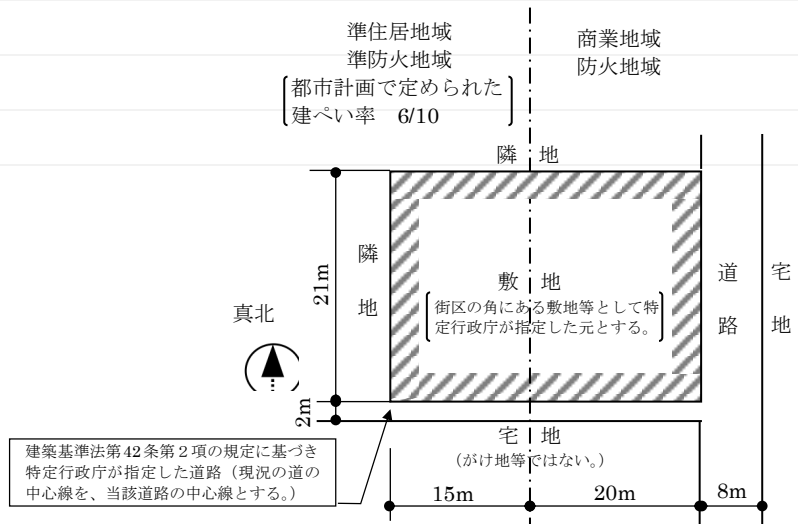 準住居地域
準防火地域
都市計画で定められた
建ぺい率 6/10
商業地域
防火地域
隣 地
隣
地
21m
敷 地
街区の角にある敷地等として特
定行政庁が指定した元とする。
道
路
宅
地
真北
2m
宅 地
(がけ地等ではない。)
建築基準法第42条第2項の規定に基づき
特定行政庁が指定した道路（現況の道の
中心線を、当該道路の中心線とする。）
15m
20m
8m